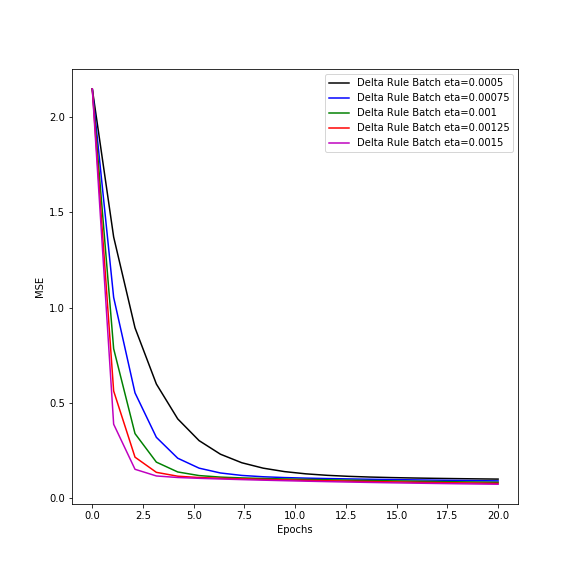 Delta Rule Batch eta=0.0005
Delta Rule Batch eta=0.00075
Delta Rule Batch eta=0.001
Delta Rule Batch eta=0.00125
Delta Rule Batch eta=0.0015
2.0
1.5
1.0
0.5
0.0
MSE
0.0 2.5 5.0 7.5 10.0 12.5 15.0 17.5 20.0
Epochs